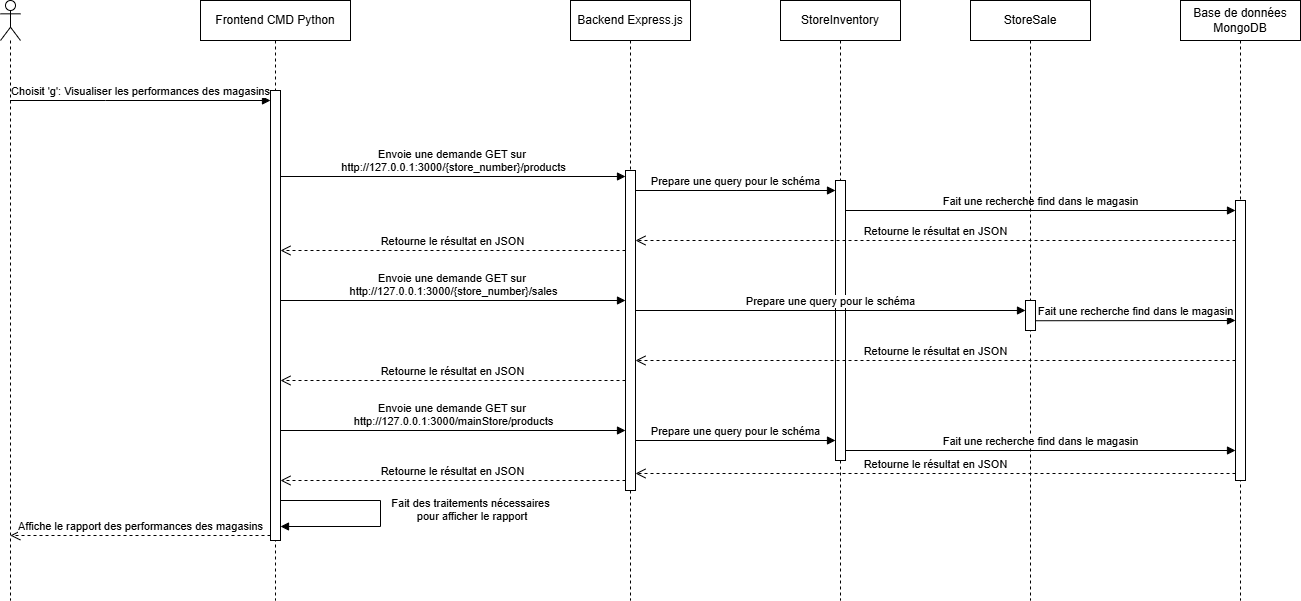 Frontend CMD Python
Backend Express.js
StoreInventory
StoreSale
Base de données
MongoDB
Choisit 'g': Visualiser les performances des magasins
Envoie une demande GET sur
http://127.0.0.1:3000/{store_number}/products
Prepare une query pour le schéma
Fait une recherche find dans le magasin
Retourne le résultat en JSON
Retourne le résultat en JSON
Envoie une demande GET sur
http://127.0.0.1:3000/{store_number}/sales
Prepare une query pour le schéma
Fait une recherche find dans le magasin
Retourne le résultat en JSON
Retourne le résultat en JSON
Envoie une demande GET sur
http://127.0.0.1:3000/mainStore/products
Prepare une query pour le schéma
Fait une recherche find dans le magasin
Retourne le résultat en JSON
Retourne le résultat en JSON
Fait des traitements nécessaires
pour afficher le rapport
Affiche le rapport des performances des magasins